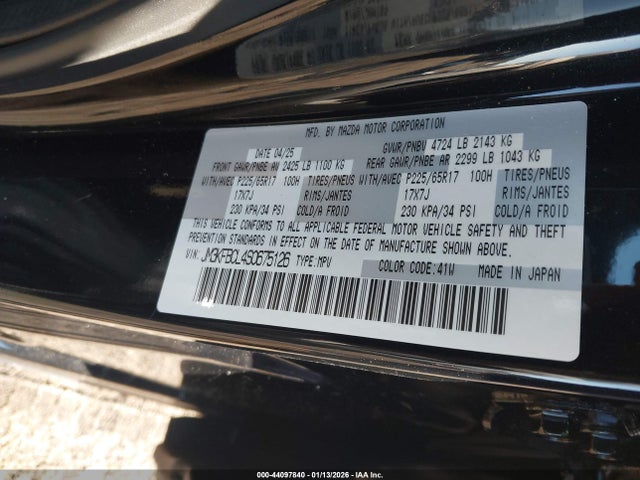 MFD. BY MAZDA MOTOR CORPORATION
DATE 04/25 GVWR/PNBV 4724 LB 2143 KG
FRONT GAWR/PNBE AV 2425 LB 1100 KG REAR GAWR/PNBE AR 2299 LB 1043 KG
WITH/AVEC P225/65R17 100H TIRES/PNEUS WITH/AVEC P225/65R17 100H TIRES/PNEUS
17X7J RIMS/JANTES 17X7J RIMS/JANTES
230 KPA/34 PSI COLD/A FROID 230 KPA/34 PSI COLD/A FROID
THIS VEHICLE CONFORMS TO ALL APPLICABLE FEDERAL MOTOR VEHICLE SAFETY AND THEFT
PREVENTION STANDARDS IN EFFECT ON THE DATE OF MANUFACTURE SHOWN ABOVE.
VIN: JM3KFBCL4S0675126 TYPE:MPV COLOR CODE:41W MADE IN JAPAN
000-44097840 | 01/13/2026 - IAA Corp.